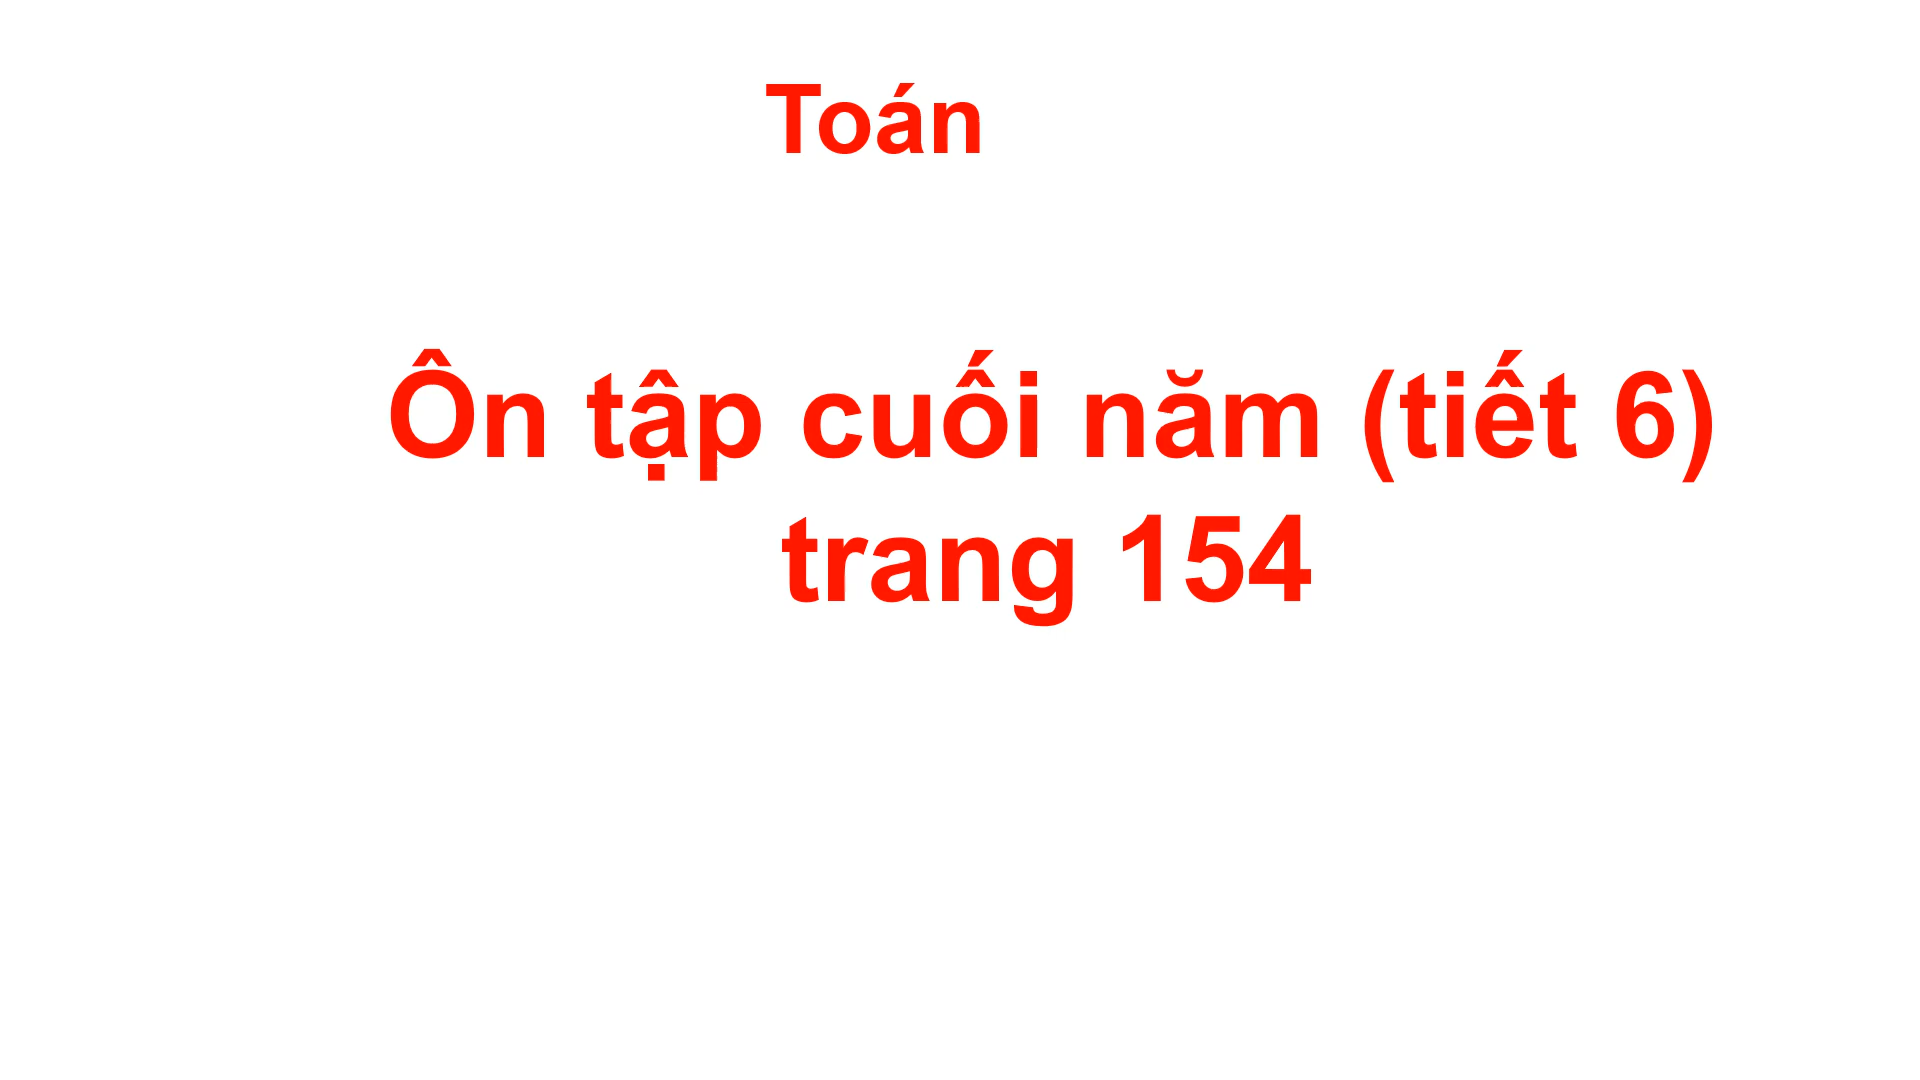 Toán
Ôn tập cuối năm (tiết 6)
trang 154